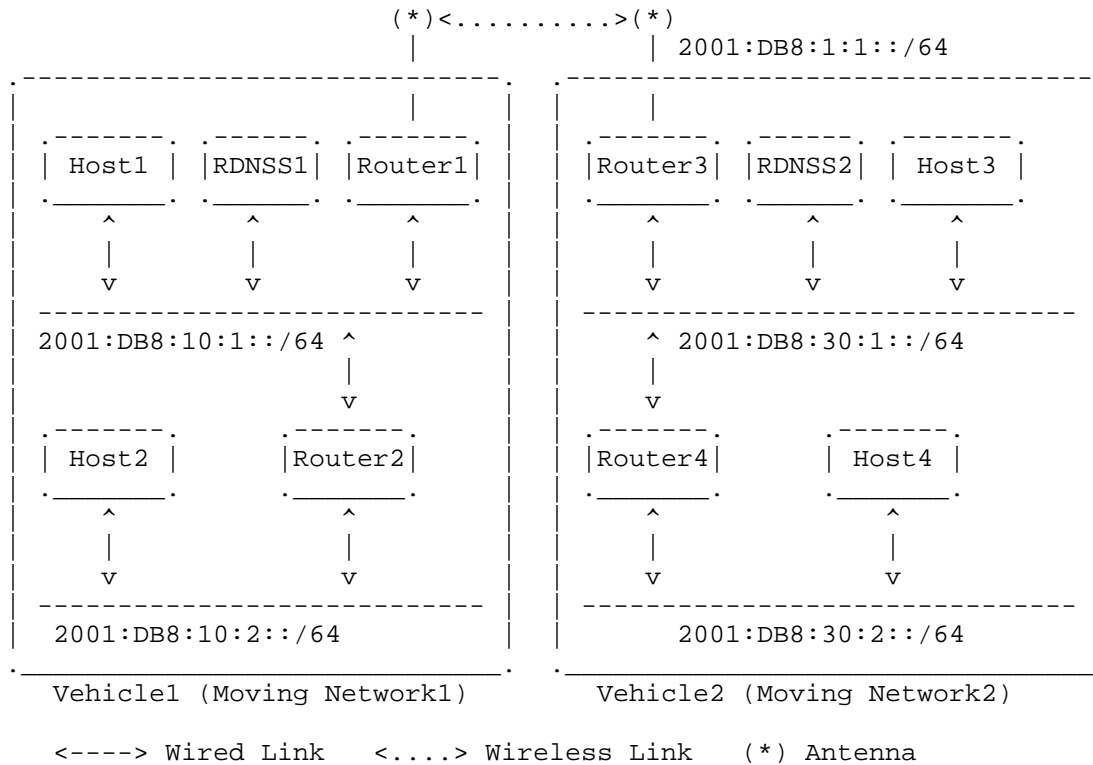 (*)<..........>(*)
2001:DB8:1:1::/64
Host1 RDNSS1 Router1 Router3 RDNSS2 Host3
2001:DB8:10:1::/64 2001:DB8:30:1::/64
Host2 Router2 Router4 Host4
2001:DB8:10:2::/64 2001:DB8:30:2::/64
Vehicle1 (Moving Network1) Vehicle2 (Moving Network2)
<----> Wired Link <....> Wireless Link (*) Antenna